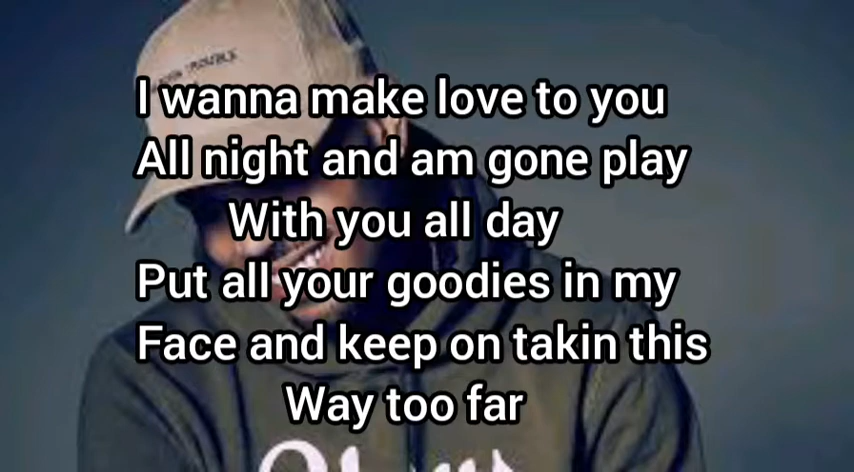 TROUBLE
I wanna make love to you
All night and am gone play
With you all day
Put all your goodies in my
Face and keep on takin this
Way too far